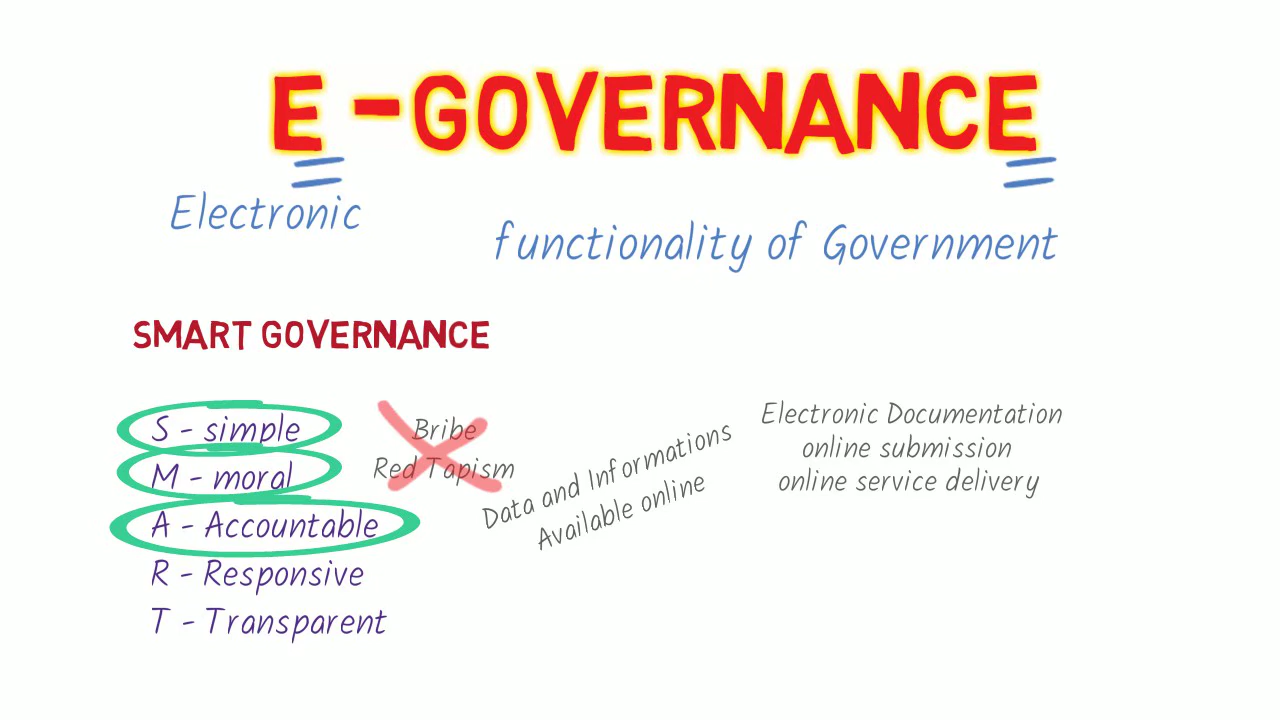 E - GOVERNANCE
Electronic
functionality of Government
SMART GOVERNANCE
S - simple
M - moral
A - Accountable
R - Responsive
T - Transparent
Bribe
Red Tapism
Data and Informations
Available online
Electronic Documentation
online submission
online service delivery